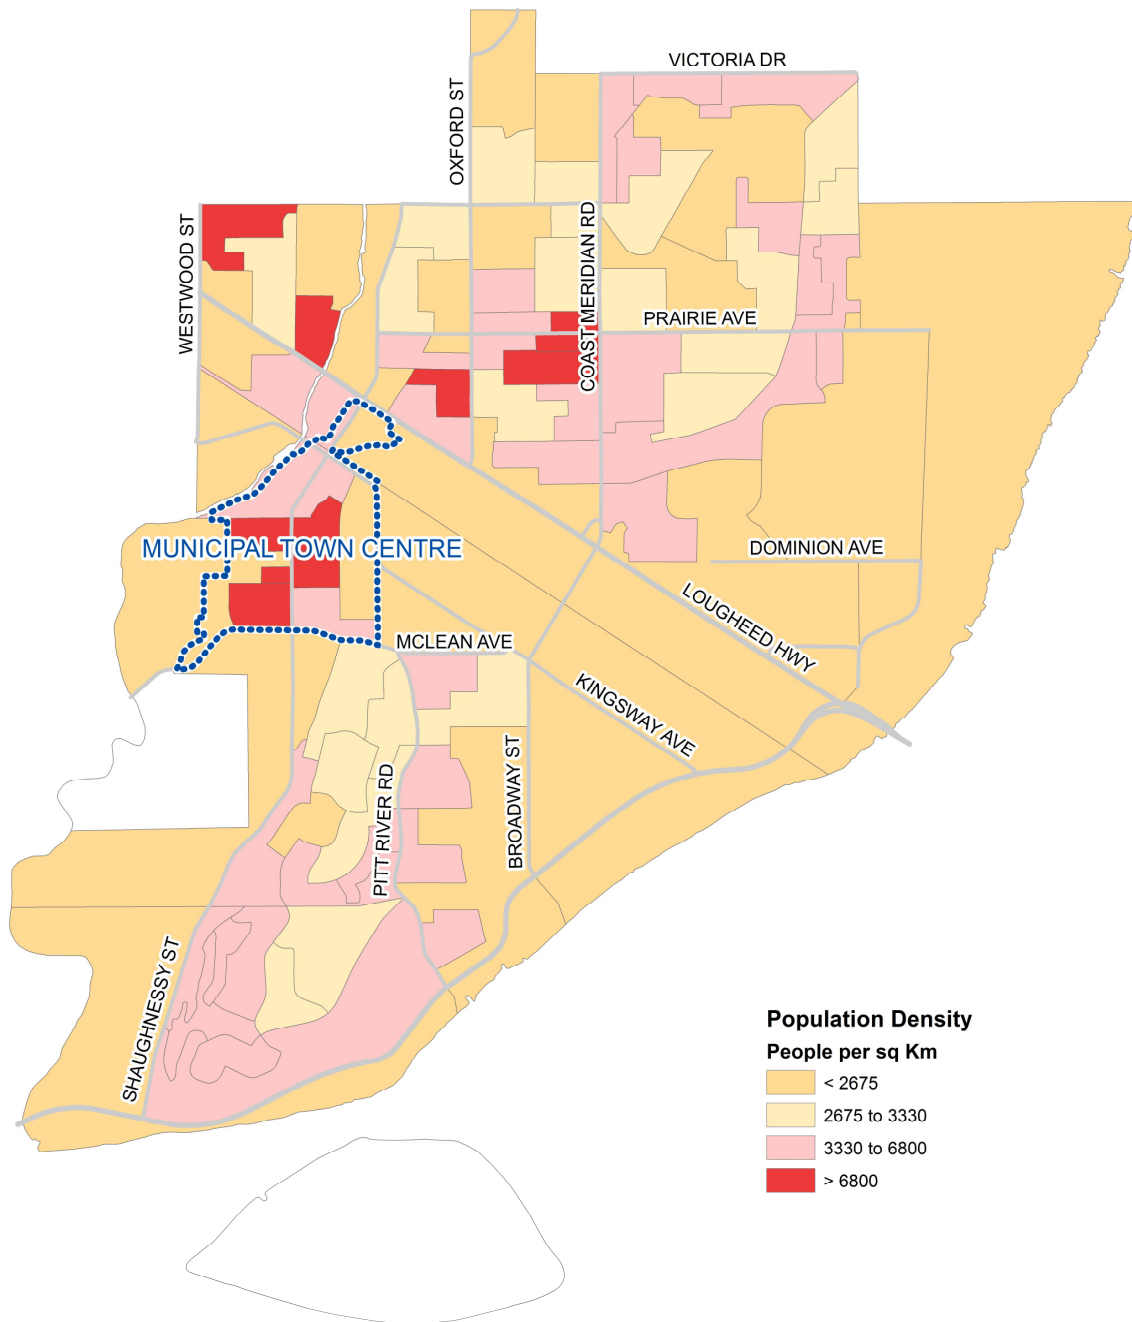 VICTORIA DR
OXFORD ST
WESTWOOD ST
COAST MERIDIAN RD
PRAIRIE AVE
MUNICIPAL TOWN CENTRE
DOMINION AVE
LOUGHEED HWY
MCLEAN AVE
KINGSWAY AVE
BROADWAY ST
PITT RIVER RD
SHAUGHNESSY ST
Population Density
People per sq Km
< 2675
2675 to 3330
3330 to 6800
> 6800